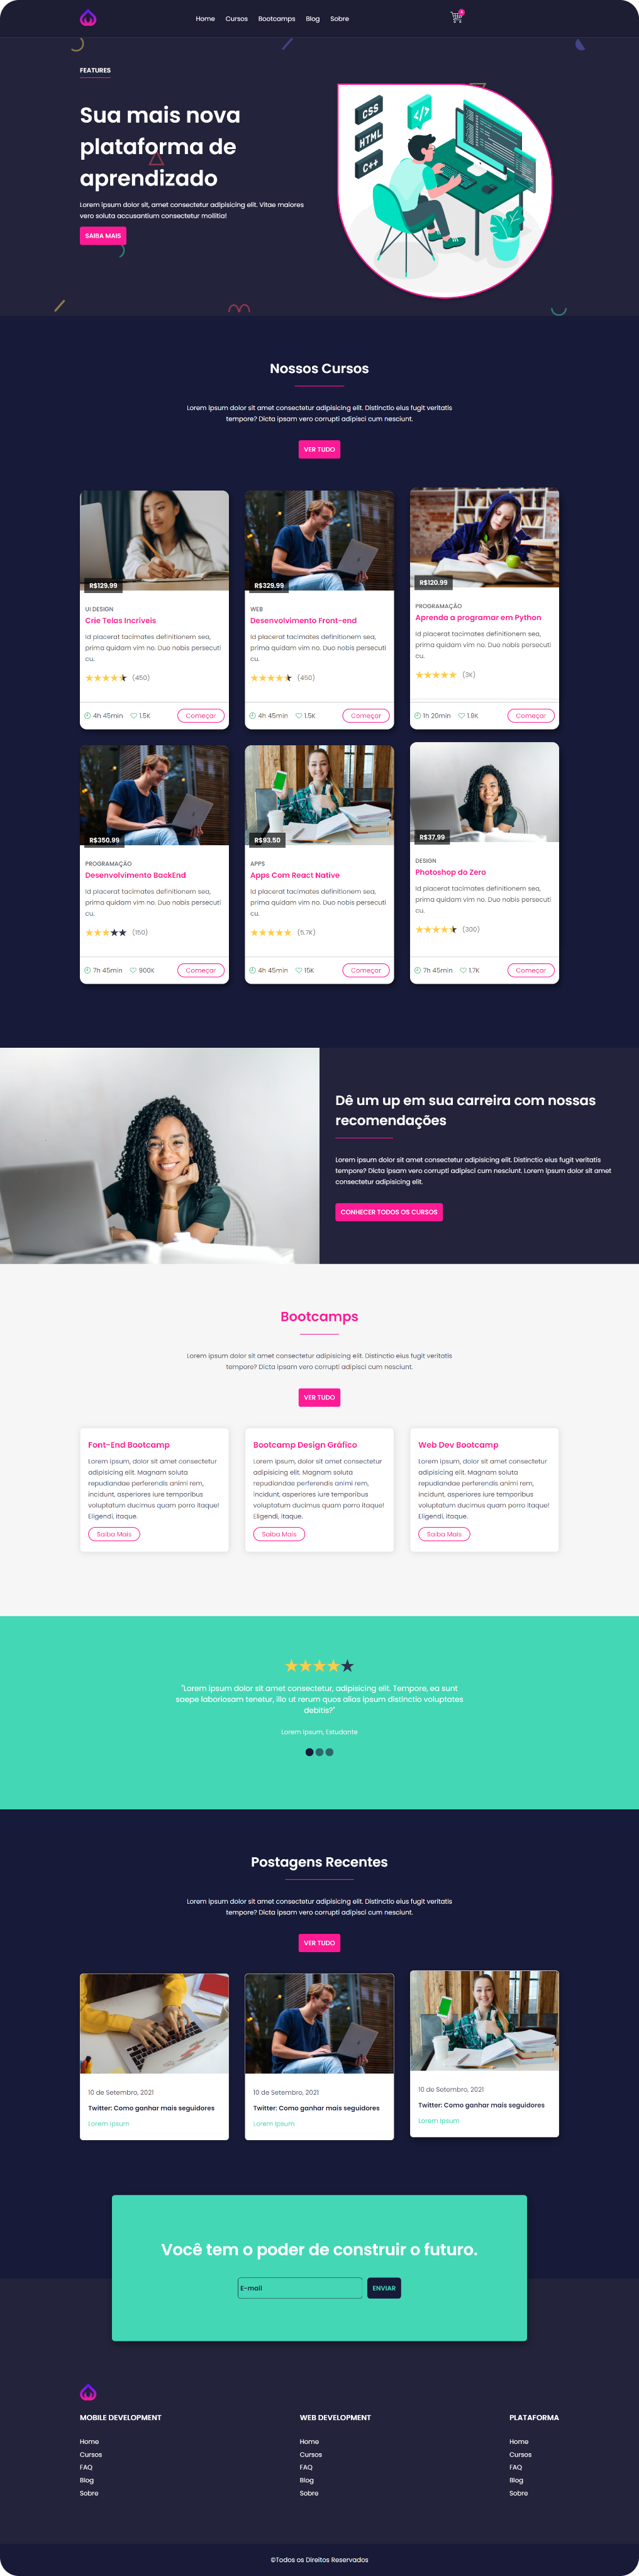 Home Cursos Bootcamps Blog Sobre
FEATURES
Sua mais nova
plataforma de
aprendizado
Lorem ipsum dolor sit, amet consectetur adipisicing elit. Vitae maiores
vero soluta accusantium consectetur mollitia!
SAIBA MAIS
CSS
HTML
C++
</>
Nossos Cursos
Lorem ipsum dolor sit amet consectetur adipisicing elit. Distinctio eius fugit veritatis
tempore? Dicta ipsam vero corrupti adipisci cum nesciunt.
VER TUDO
R$129.99
UI DESIGN
Crie Telas Incríveis
Id placerat tacimates definitionem sea,
prima quidam vim no. Duo nobis persecuti
cu.
(450)
4h 45min 1.5K Começar
R$329.99
WEB
Desenvolvimento Front-end
Id placerat tacimates definitionem sea,
prima quidam vim no. Duo nobis persecuti
cu.
(450)
4h 45min 1.5K Começar
R$120.99
PROGRAMAÇÃO
Aprenda a programar em Python
Id placerat tacimates definitionem sea,
prima quidam vim no. Duo nobis persecuti
cu.
(3K)
1h 20min 1.9K Começar
R$350.99
PROGRAMAÇÃO
Desenvolvimento BackEnd
Id placerat tacimates definitionem sea,
prima quidam vim no. Duo nobis persecuti
cu.
(150)
7h 45min 900K Começar
R$93.50
APPS
Apps Com React Native
Id placerat tacimates definitionem sea,
prima quidam vim no. Duo nobis persecuti
cu.
(5.7K)
4h 45min 15K Começar
R$37,99
DESIGN
Photoshop do Zero
Id placerat tacimates definitionem sea,
prima quidam vim no. Duo nobis persecuti
cu.
(300)
7h 45min 1.7K Começar
Dê um up em sua carreira com nossas
recomendações
Lorem ipsum dolor sit amet consectetur adipisicing elit. Distinctio eius fugit veritatis
tempore? Dicta ipsam vero corrupti adipisci cum nesciunt. Lorem ipsum dolor sit amet
consectetur adipisicing elit.
CONHECER TODOS OS CURSOS
Bootcamps
Lorem ipsum dolor sit amet consectetur adipisicing elit. Distinctio eius fugit veritatis
tempore? Dicta ipsam vero corrupti adipisci cum nesciunt.
VER TUDO
Font-End Bootcamp
Lorem ipsum, dolor sit amet consectetur
adipisicing elit. Magnam soluta
repudiandae perferendis animi rem,
incidunt, asperiores iure temporibus
voluptatum ducimus quam porro itaque!
Eligendi, itaque.
Saiba Mais
Bootcamp Design Gráfico
Lorem ipsum, dolor sit amet consectetur
adipisicing elit. Magnam soluta
repudiandae perferendis animi rem,
incidunt, asperiores iure temporibus
voluptatum ducimus quam porro itaque!
Eligendi, itaque.
Saiba Mais
Web Dev Bootcamp
Lorem ipsum, dolor sit amet consectetur
adipisicing elit. Magnam soluta
repudiandae perferendis animi rem,
incidunt, asperiores iure temporibus
voluptatum ducimus quam porro itaque!
Eligendi, itaque.
Saiba Mais
"Lorem ipsum dolor sit amet consectetur, adipisicing elit. Tempore, ea sunt
saepe laboriosam tenetur, illo ut rerum quos alias ipsum distinctio voluptates
debitis?"
Lorem Ipsum, Estudante
Postagens Recentes
Lorem ipsum dolor sit amet consectetur adipisicing elit. Distinctio eius fugit veritatis
tempore? Dicta ipsam vero corrupti adipisci cum nesciunt.
VER TUDO
10 de Setembro, 2021
Twitter: Como ganhar mais seguidores
Lorem Ipsum
10 de Setembro, 2021
Twitter: Como ganhar mais seguidores
Lorem Ipsum
10 de Setembro, 2021
Twitter: Como ganhar mais seguidores
Lorem Ipsum
Você tem o poder de construir o futuro.
E-mail ENVIAR
MOBILE DEVELOPMENT
Home
Cursos
FAQ
Blog
Sobre
WEB DEVELOPMENT
Home
Cursos
FAQ
Blog
Sobre
PLATAFORMA
Home
Cursos
FAQ
Blog
Sobre
©Todos os Direitos Reservados